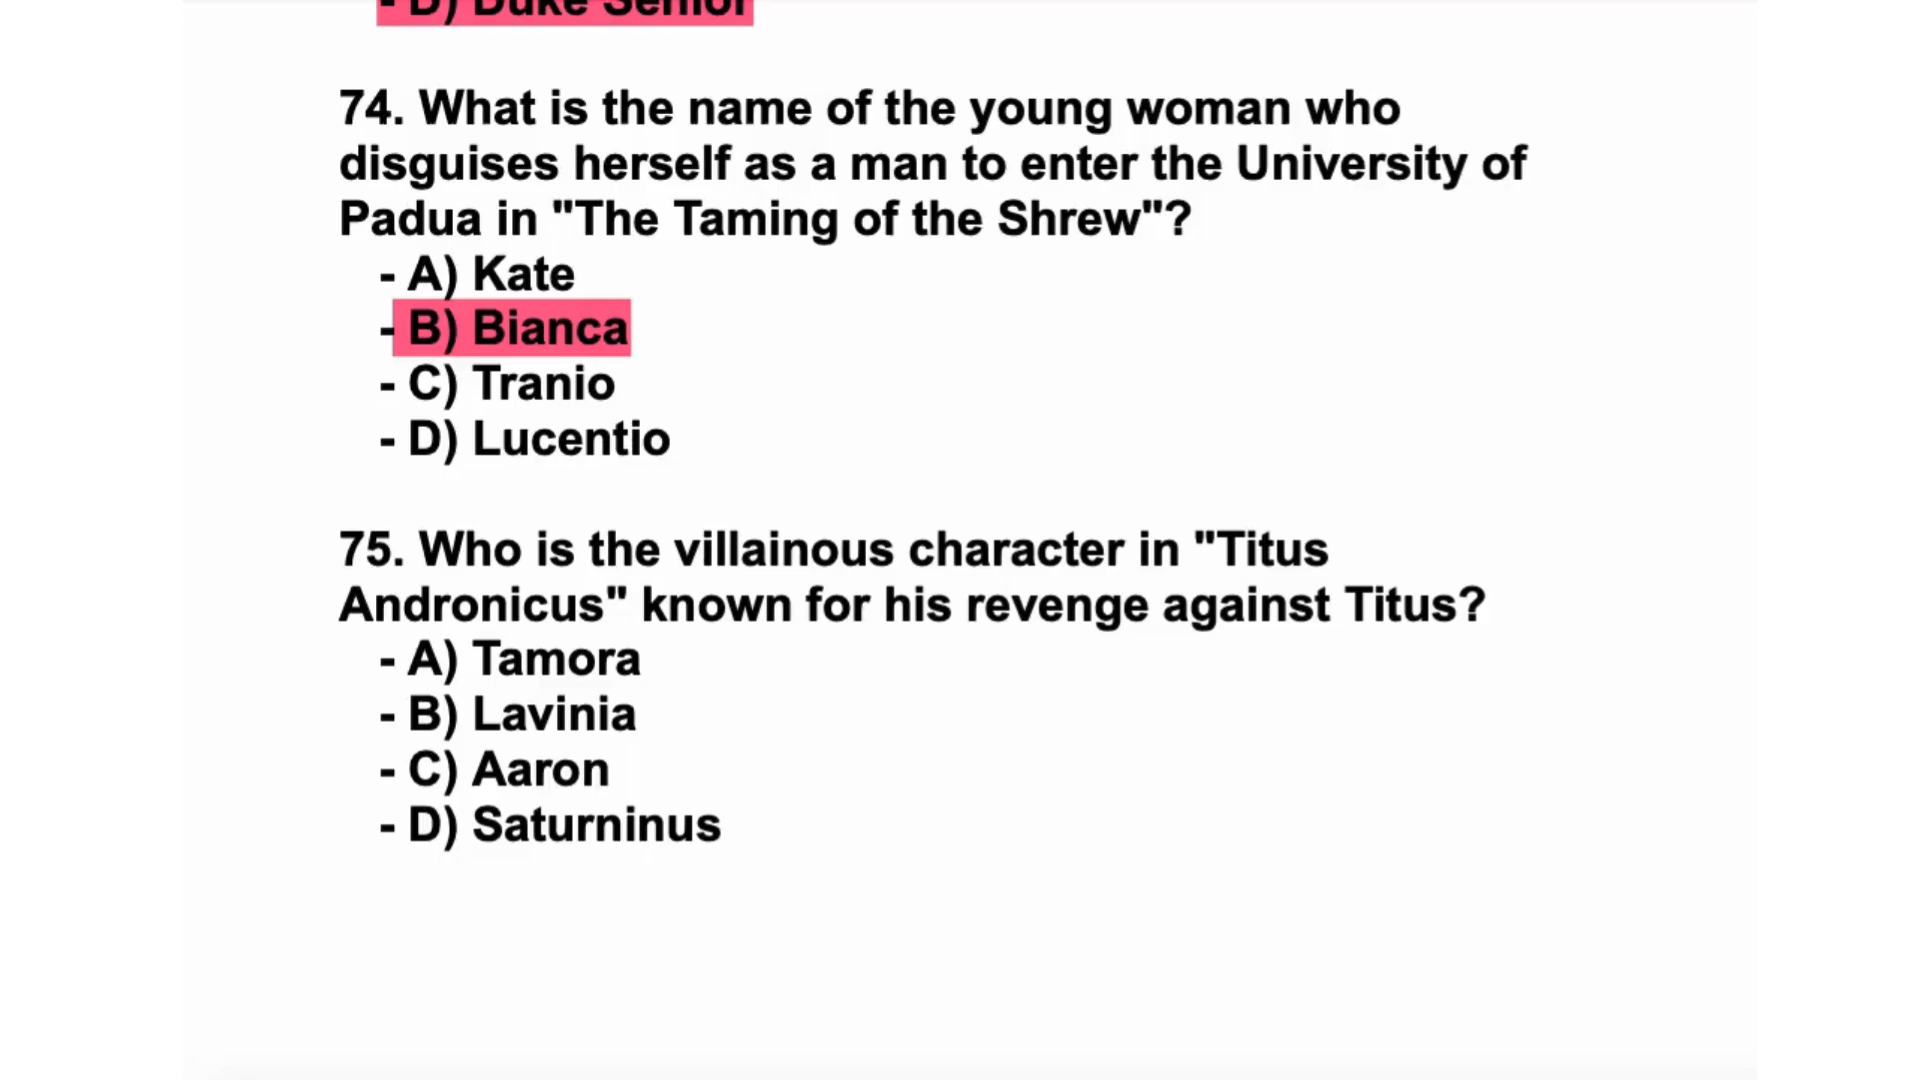 - D) Duke Senior
74. What is the name of the young woman who
disguises herself as a man to enter the University of
Padua in "The Taming of the Shrew"?
- A) Kate
- B) Bianca
- C) Tranio
- D) Lucentio
75. Who is the villainous character in "Titus
Andronicus" known for his revenge against Titus?
- A) Tamora
- B) Lavinia
- C) Aaron
- D) Saturninus